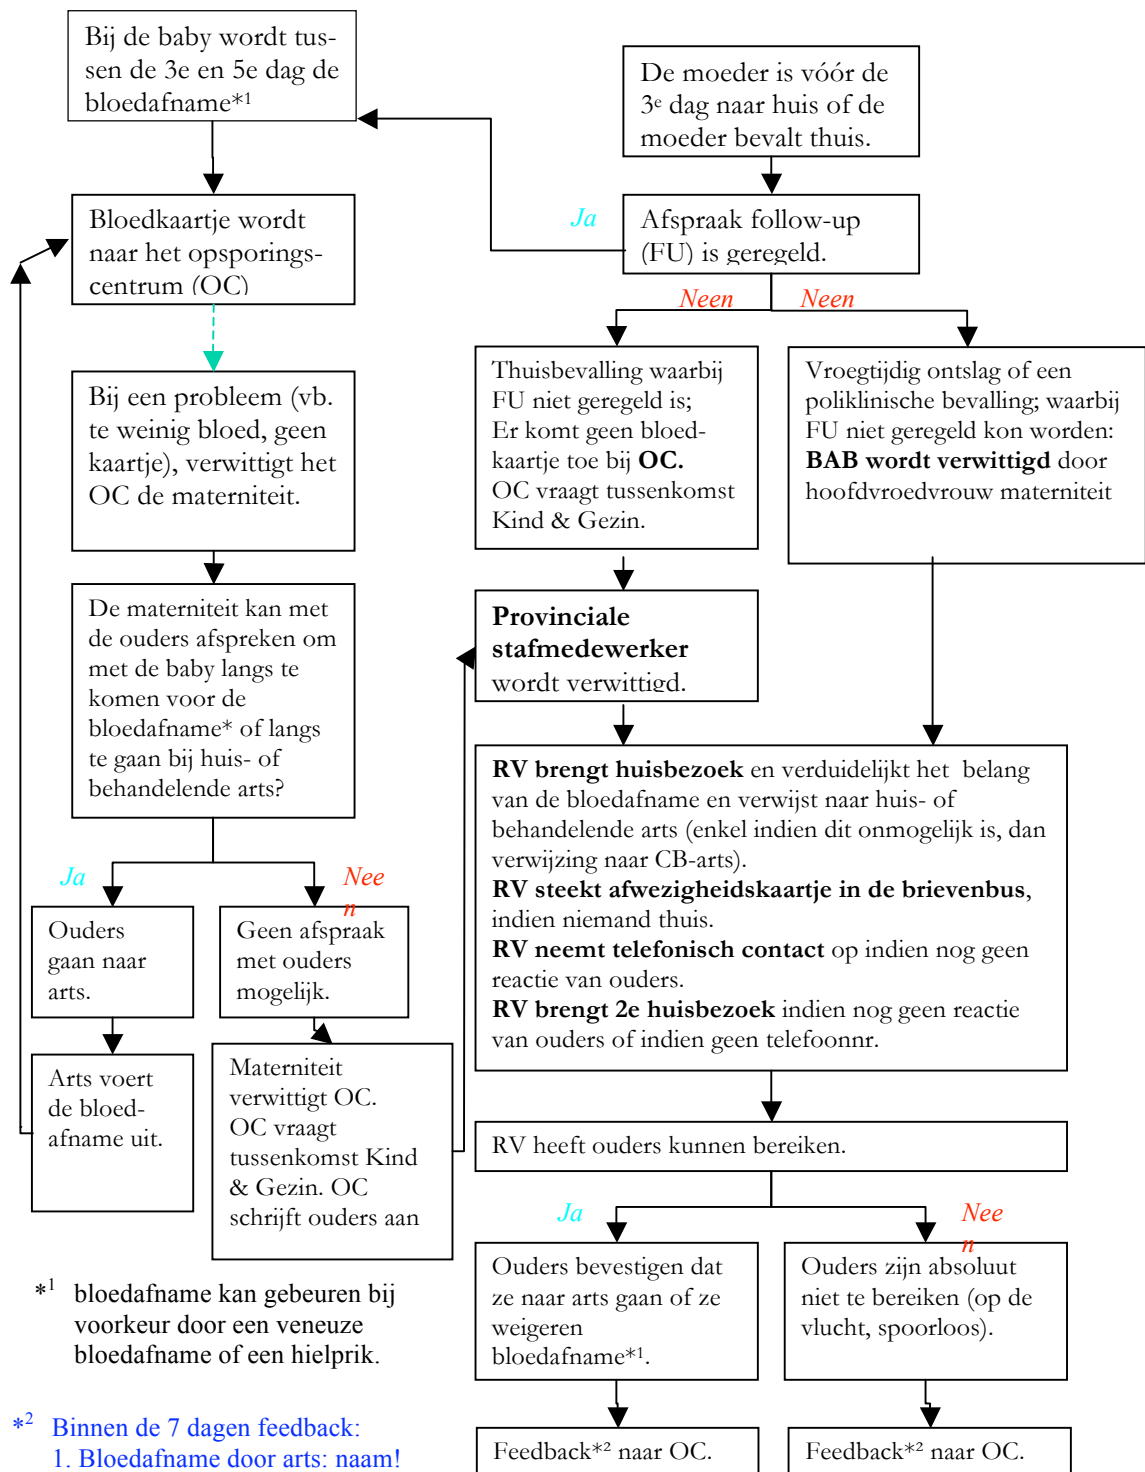 Bij de baby wordt tus-
sen de 3e en 5e dag de
bloedafname*1
De moeder is vóór de
3e dag naar huis of de
moeder bevalt thuis.
Bloedkaartje wordt
naar het opsporings-
centrum (OC)
Ja
Afspraak follow-up
(FU) is geregeld.
Neen
Neen
Bij een probleem (vb.
te weinig bloed, geen
kaartje), verwittigt het
OC de materniteit.
Thuisbevalling waarbij
FU niet geregeld is;
Er komt geen bloed-
kaartje toe bij OC.
OC vraagt tussenkomst
Kind & Gezin.
Vroegtijdig ontslag of een
poliklinische bevalling; waarbij
FU niet geregeld kon worden:
BAB wordt verwittigd door
hoofdvroedvrouw materniteit
De materniteit kan met
de ouders afspreken om
met de baby langs te
komen voor de
bloedafname* of langs
te gaan bij huis- of
behandelende arts?
Provinciale
stafmedewerker
wordt verwittigd.
RV brengt huisbezoek en verduidelijkt het belang
van de bloedafname en verwijst naar huis- of
behandelende arts (enkel indien dit onmogelijk is, dan
verwijzing naar CB-arts).
RV steekt afwezigheidskaartje in de brievenbus,
indien niemand thuis.
RV neemt telefonisch contact op indien nog geen
reactie van ouders.
RV brengt 2e huisbezoek indien nog geen reactie
van ouders of indien geen telefoonnr.
Ja
Nee
n
Ouders
gaan naar
arts.
Geen afspraak
met ouders
mogelijk.
Arts voert
de bloed-
afname uit.
Materniteit
verwittigt OC.
OC vraagt
tussenkomst Kind
& Gezin. OC
schrijft ouders aan
RV heeft ouders kunnen bereiken.
Ja
Nee
n
Ouders bevestigen dat
ze naar arts gaan of ze
weigeren
bloedafname*1.
Ouders zijn absoluut
niet te bereiken (op de
vlucht, spoorloos).
*1 bloedafname kan gebeuren bij
voorkeur door een veneuze
bloedafname of een hielprik.
*2 Binnen de 7 dagen feedback:
1. Bloedafname door arts: naam!
Feedback*2 naar OC.
Feedback*2 naar OC.